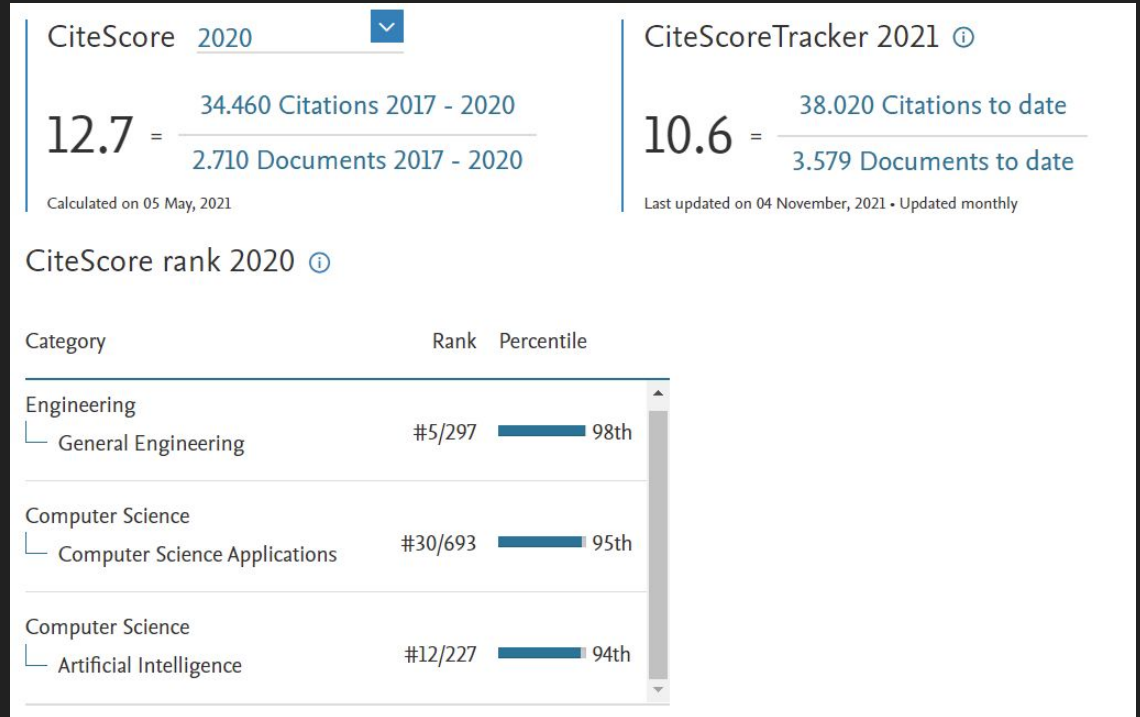 CiteScore 2020
12.7 = 34.460 Citations 2017 - 2020
2.710 Documents 2017 - 2020
Calculated on 05 May, 2021
CiteScoreTracker 2021
10.6 = 38.020 Citations to date
3.579 Documents to date
Last updated on 04 November, 2021 • Updated monthly
CiteScore rank 2020
Category Rank Percentile
Engineering
General Engineering #5/297 98th
Computer Science
Computer Science Applications #30/693 95th
Computer Science
Artificial Intelligence #12/227 94th